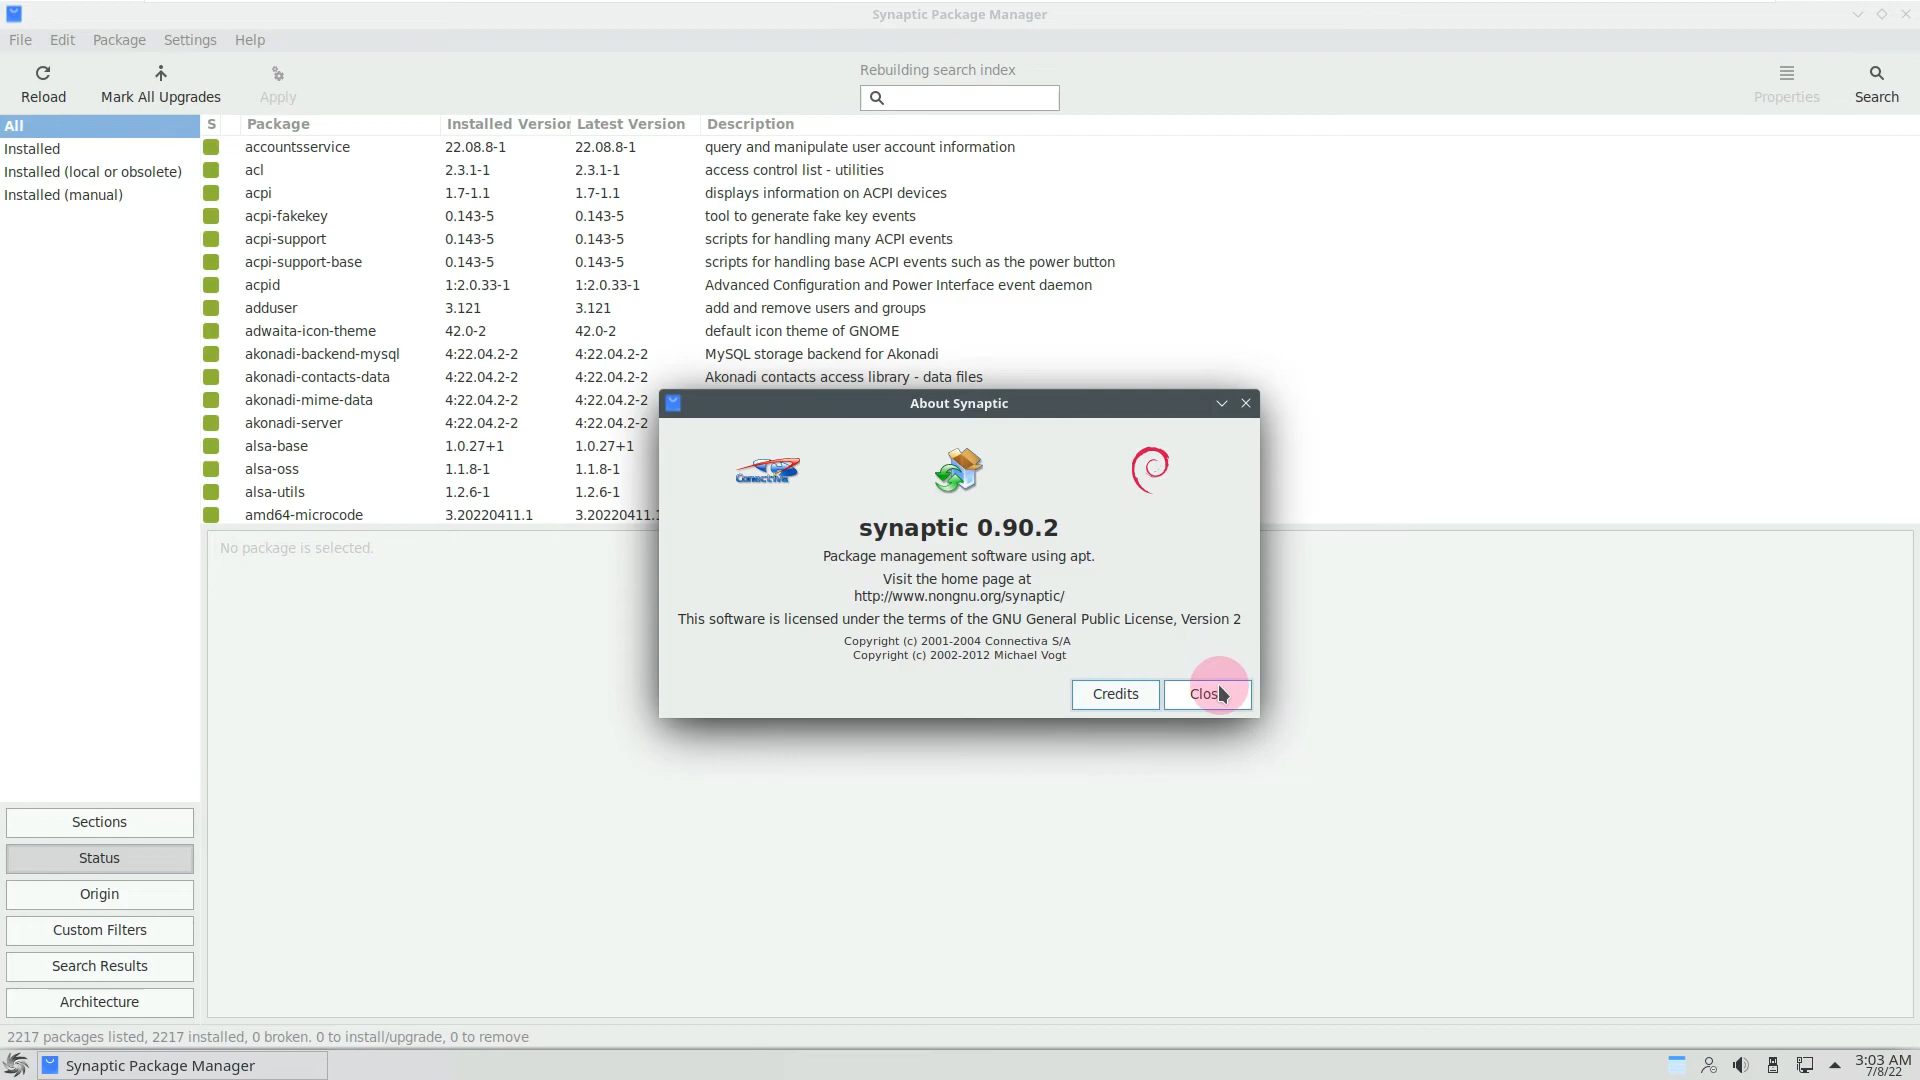 Synaptic Package Manager
File Edit Package Settings Help
Reload Mark All Upgrades Apply
Rebuilding search index
Properties Search
All
Installed
Installed (local or obsolete)
Installed (manual)
S Package Installed Version Latest Version Description
accountsservice 22.08.8-1 22.08.8-1 query and manipulate user account information
acl 2.3.1-1 2.3.1-1 access control list - utilities
acpi 1.7-1.1 1.7-1.1 displays information on ACPI devices
acpi-fakekey 0.143-5 0.143-5 tool to generate fake key events
acpi-support 0.143-5 0.143-5 scripts for handling many ACPI events
acpi-support-base 0.143-5 0.143-5 scripts for handling base ACPI events such as the power button
acpid 1:2.0.33-1 1:2.0.33-1 Advanced Configuration and Power Interface event daemon
adduser 3.121 3.121 add and remove users and groups
adwaita-icon-theme 42.0-2 42.0-2 default icon theme of GNOME
akonadi-backend-mysql 4:22.04.2-2 4:22.04.2-2 MySQL storage backend for Akonadi
akonadi-contacts-data 4:22.04.2-2 4:22.04.2-2 Akonadi contacts access library - data files
akonadi-mime-data 4:22.04.2-2 4:22.04.2-2
akonadi-server 4:22.04.2-2 4:22.04.2-2
alsa-base 1.0.27+1 1.0.27+1
alsa-oss 1.1.8-1 1.1.8-1
alsa-utils 1.2.6-1 1.2.6-1
amd64-microcode 3.20220411.1 3.20220411.1
No package is selected.
About Synaptic
Conectiva
synaptic 0.90.2
Package management software using apt.
Visit the home page at
http://www.nongnu.org/synaptic/
This software is licensed under the terms of the GNU General Public License, Version 2
Copyright (c) 2001-2004 Connectiva S/A
Copyright (c) 2002-2012 Michael Vogt
Credits Clos
Sections
Status
Origin
Custom Filters
Search Results
Architecture
2217 packages listed, 2217 installed, 0 broken. 0 to install/upgrade, 0 to remove
Synaptic Package Manager
3:03 AM
7/8/22